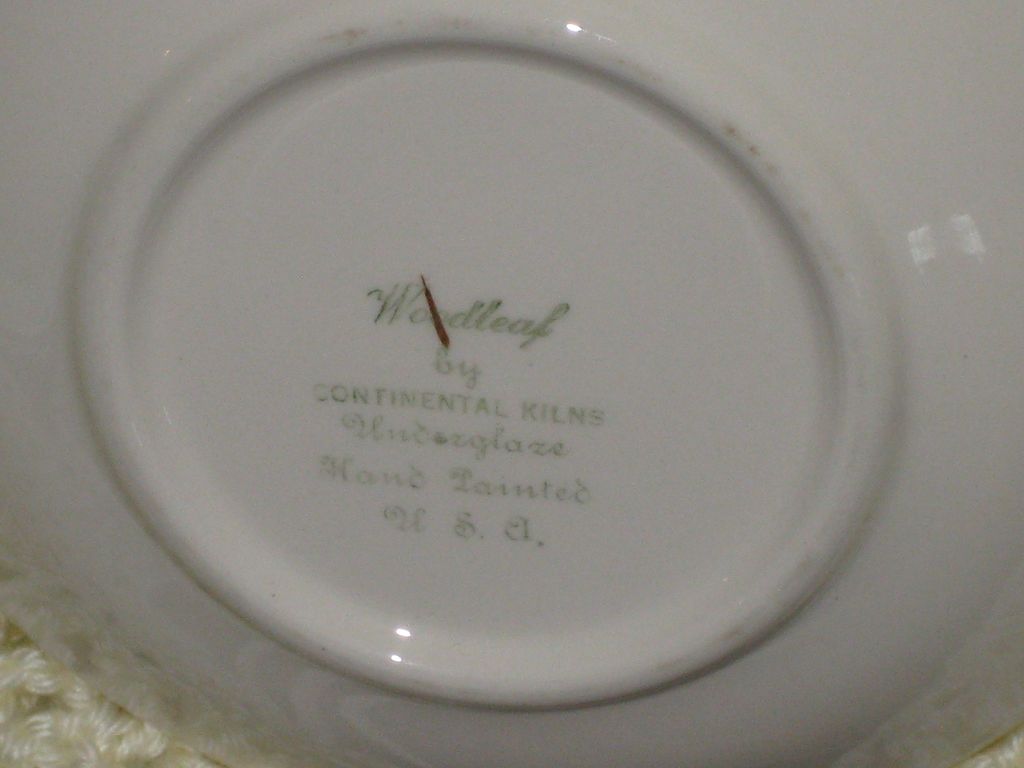 Woodleaf
by
CONTINENTAL KILNS
Underglaze
Hand Painted
U S. A.